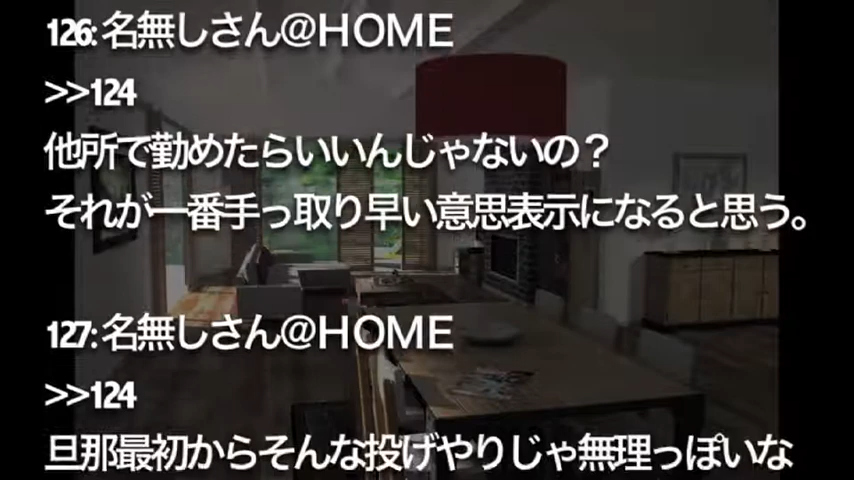 126: 名無しさん@HOME
>>124
他所で勤めたらいいんじゃないの？
それが一番手っ取り早い意思表示になると思う。
127: 名無しさん@HOME
>>124
旦那最初からそんな投げやりじゃ無理っぽいな